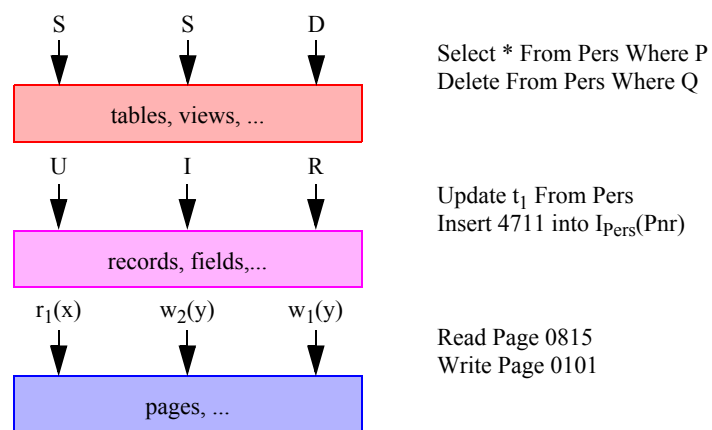 S S D
Select * From Pers Where P
Delete From Pers Where Q
tables, views, ...
U I R
Update t₁ From Pers
Insert 4711 into I_Pers(Pnr)
records, fields,...
r₁(x) w₂(y) w₁(y)
Read Page 0815
Write Page 0101
pages, ...